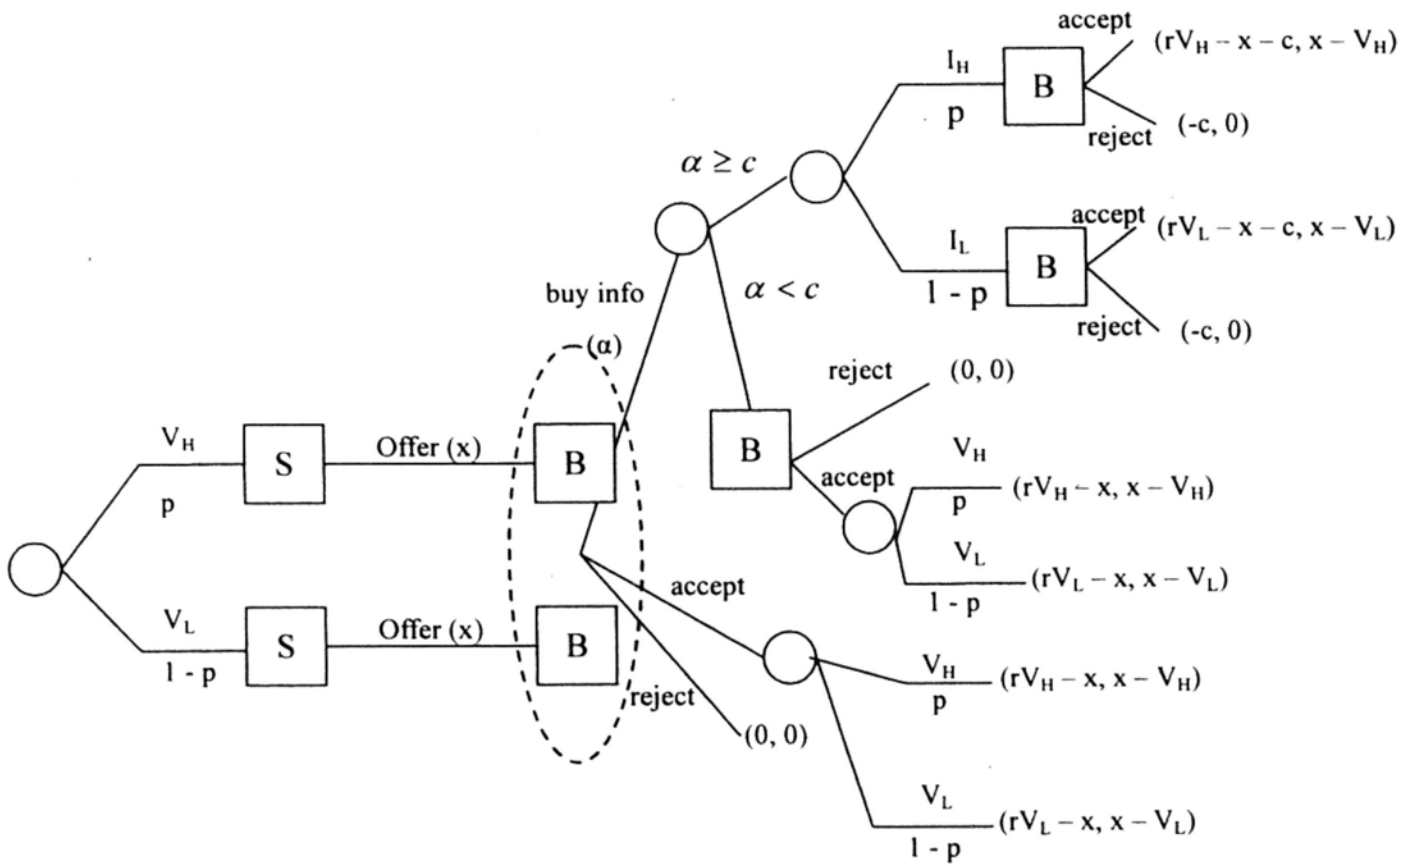 accept
(rV_H – x – c, x – V_H)
I_H
B
p
reject
(-c, 0)
α ≥ c
accept
(rV_L – x – c, x – V_L)
I_L
B
1 - p
reject
(-c, 0)
buy info
α < c
(α)
reject
(0, 0)
V_H
S
Offer (x)
B
p
B
accept
V_H
(rV_H – x, x – V_H)
p
V_L
(rV_L – x, x – V_L)
1 - p
accept
V_L
S
Offer (x)
B
1 - p
reject
(0, 0)
V_H
(rV_H – x, x – V_H)
p
V_L
(rV_L – x, x – V_L)
1 - p